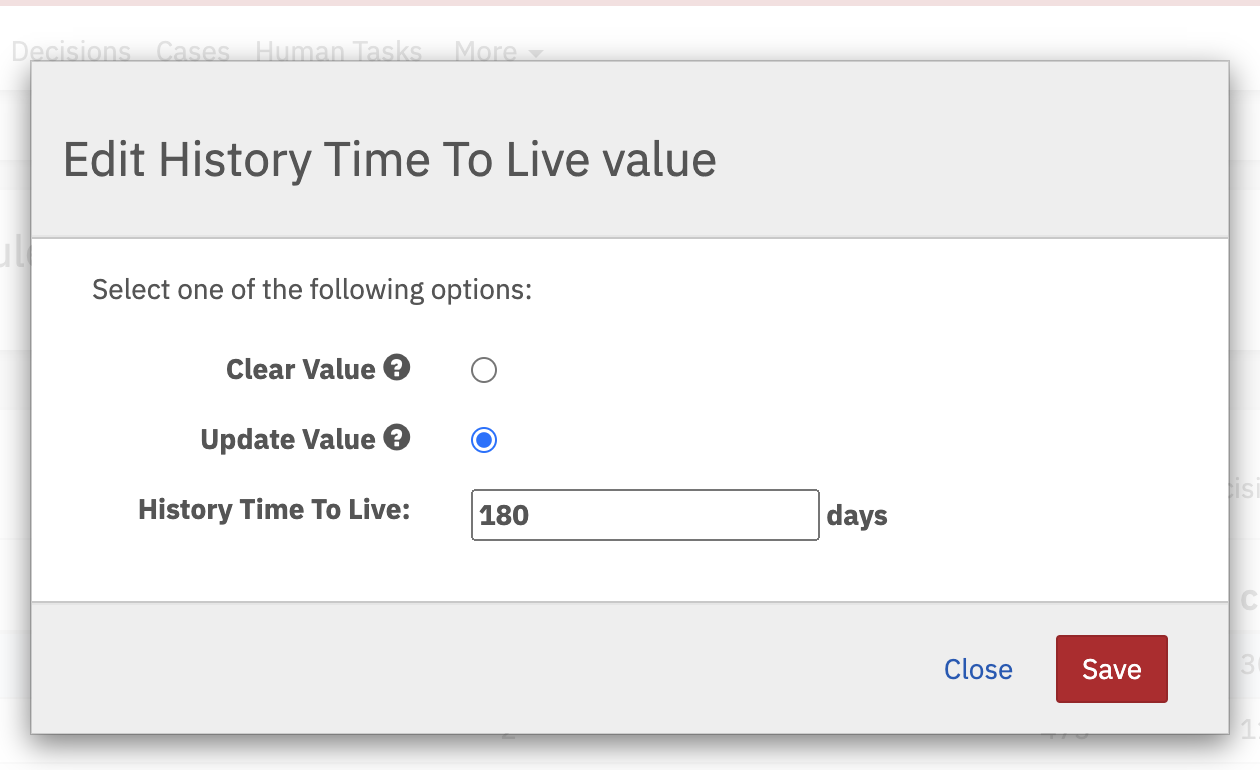 Decisions Cases Human Tasks More
Edit History Time To Live value
Select one of the following options:
Clear Value ?
Update Value ?
History Time To Live: 180 days
Close Save